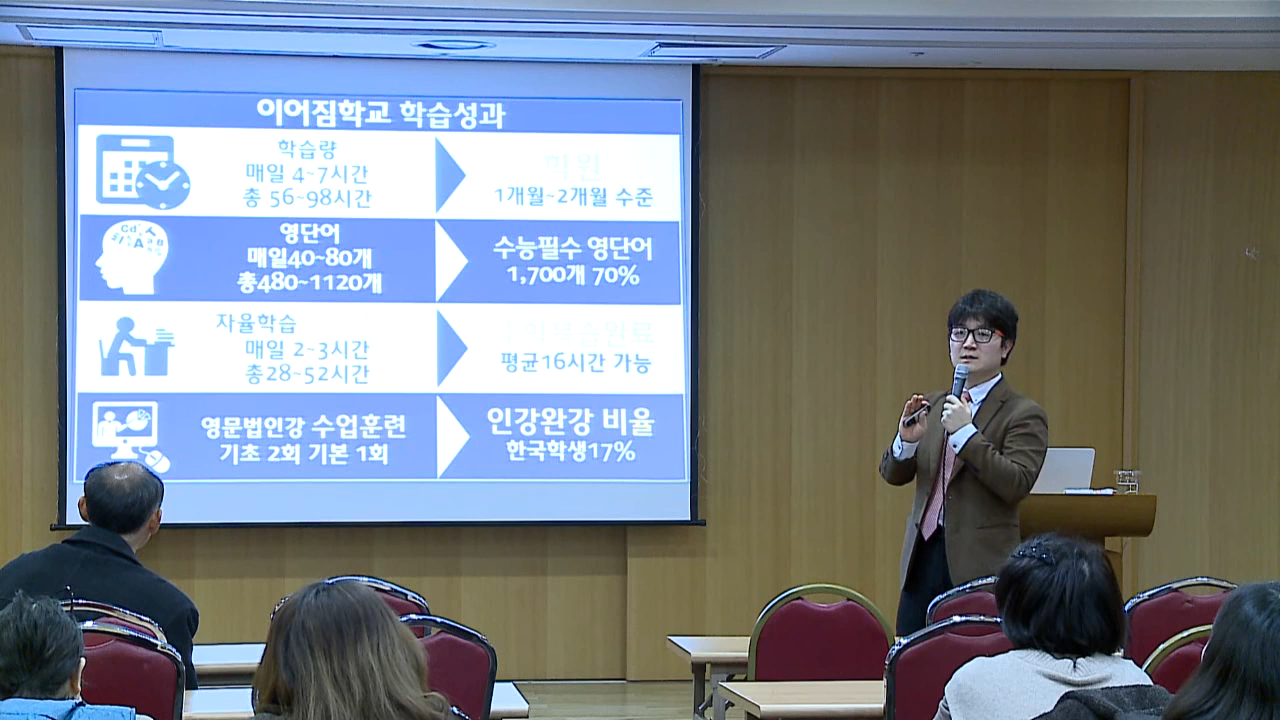 이어짐학교 학습성과
학습량
매일 4~7시간
총 56~98시간
학원
1개월~2개월 수준
영단어
매일40~80개
총480~1120개
수능필수 영단어
1,700개 70%
자율학습
매일 2~3시간
총28~52시간
평균16시간 가능
영문법인강 수업훈련
기초 2회 기본 1회
인강완강 비율
한국학생17%